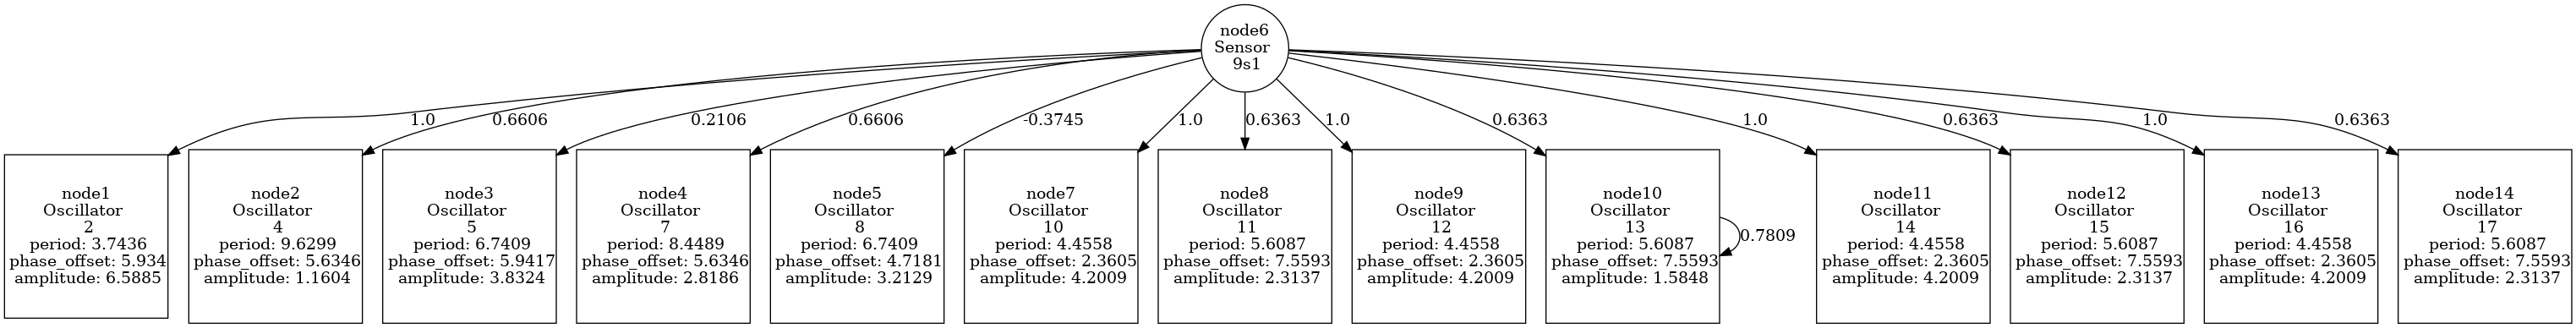 node6
Sensor
9s1
1.0
0.6606
0.2106
0.6606
-0.3745
1.0
0.6363
1.0
0.6363
1.0
0.6363
1.0
0.6363
node1
Oscillator
2
period: 3.7436
phase_offset: 5.934
amplitude: 6.5885
node2
Oscillator
4
period: 9.6299
phase_offset: 5.6346
amplitude: 1.1604
node3
Oscillator
5
period: 6.7409
phase_offset: 5.9417
amplitude: 3.8324
node4
Oscillator
7
period: 8.4489
phase_offset: 5.6346
amplitude: 2.8186
node5
Oscillator
8
period: 6.7409
phase_offset: 4.7181
amplitude: 3.2129
node7
Oscillator
10
period: 4.4558
phase_offset: 2.3605
amplitude: 4.2009
node8
Oscillator
11
period: 5.6087
phase_offset: 7.5593
amplitude: 2.3137
node9
Oscillator
12
period: 4.4558
phase_offset: 2.3605
amplitude: 4.2009
node10
Oscillator
13
period: 5.6087
phase_offset: 7.5593
amplitude: 1.5848
0.7809
node11
Oscillator
14
period: 4.4558
phase_offset: 2.3605
amplitude: 4.2009
node12
Oscillator
15
period: 5.6087
phase_offset: 7.5593
amplitude: 2.3137
node13
Oscillator
16
period: 4.4558
phase_offset: 2.3605
amplitude: 4.2009
node14
Oscillator
17
period: 5.6087
phase_offset: 7.5593
amplitude: 2.3137